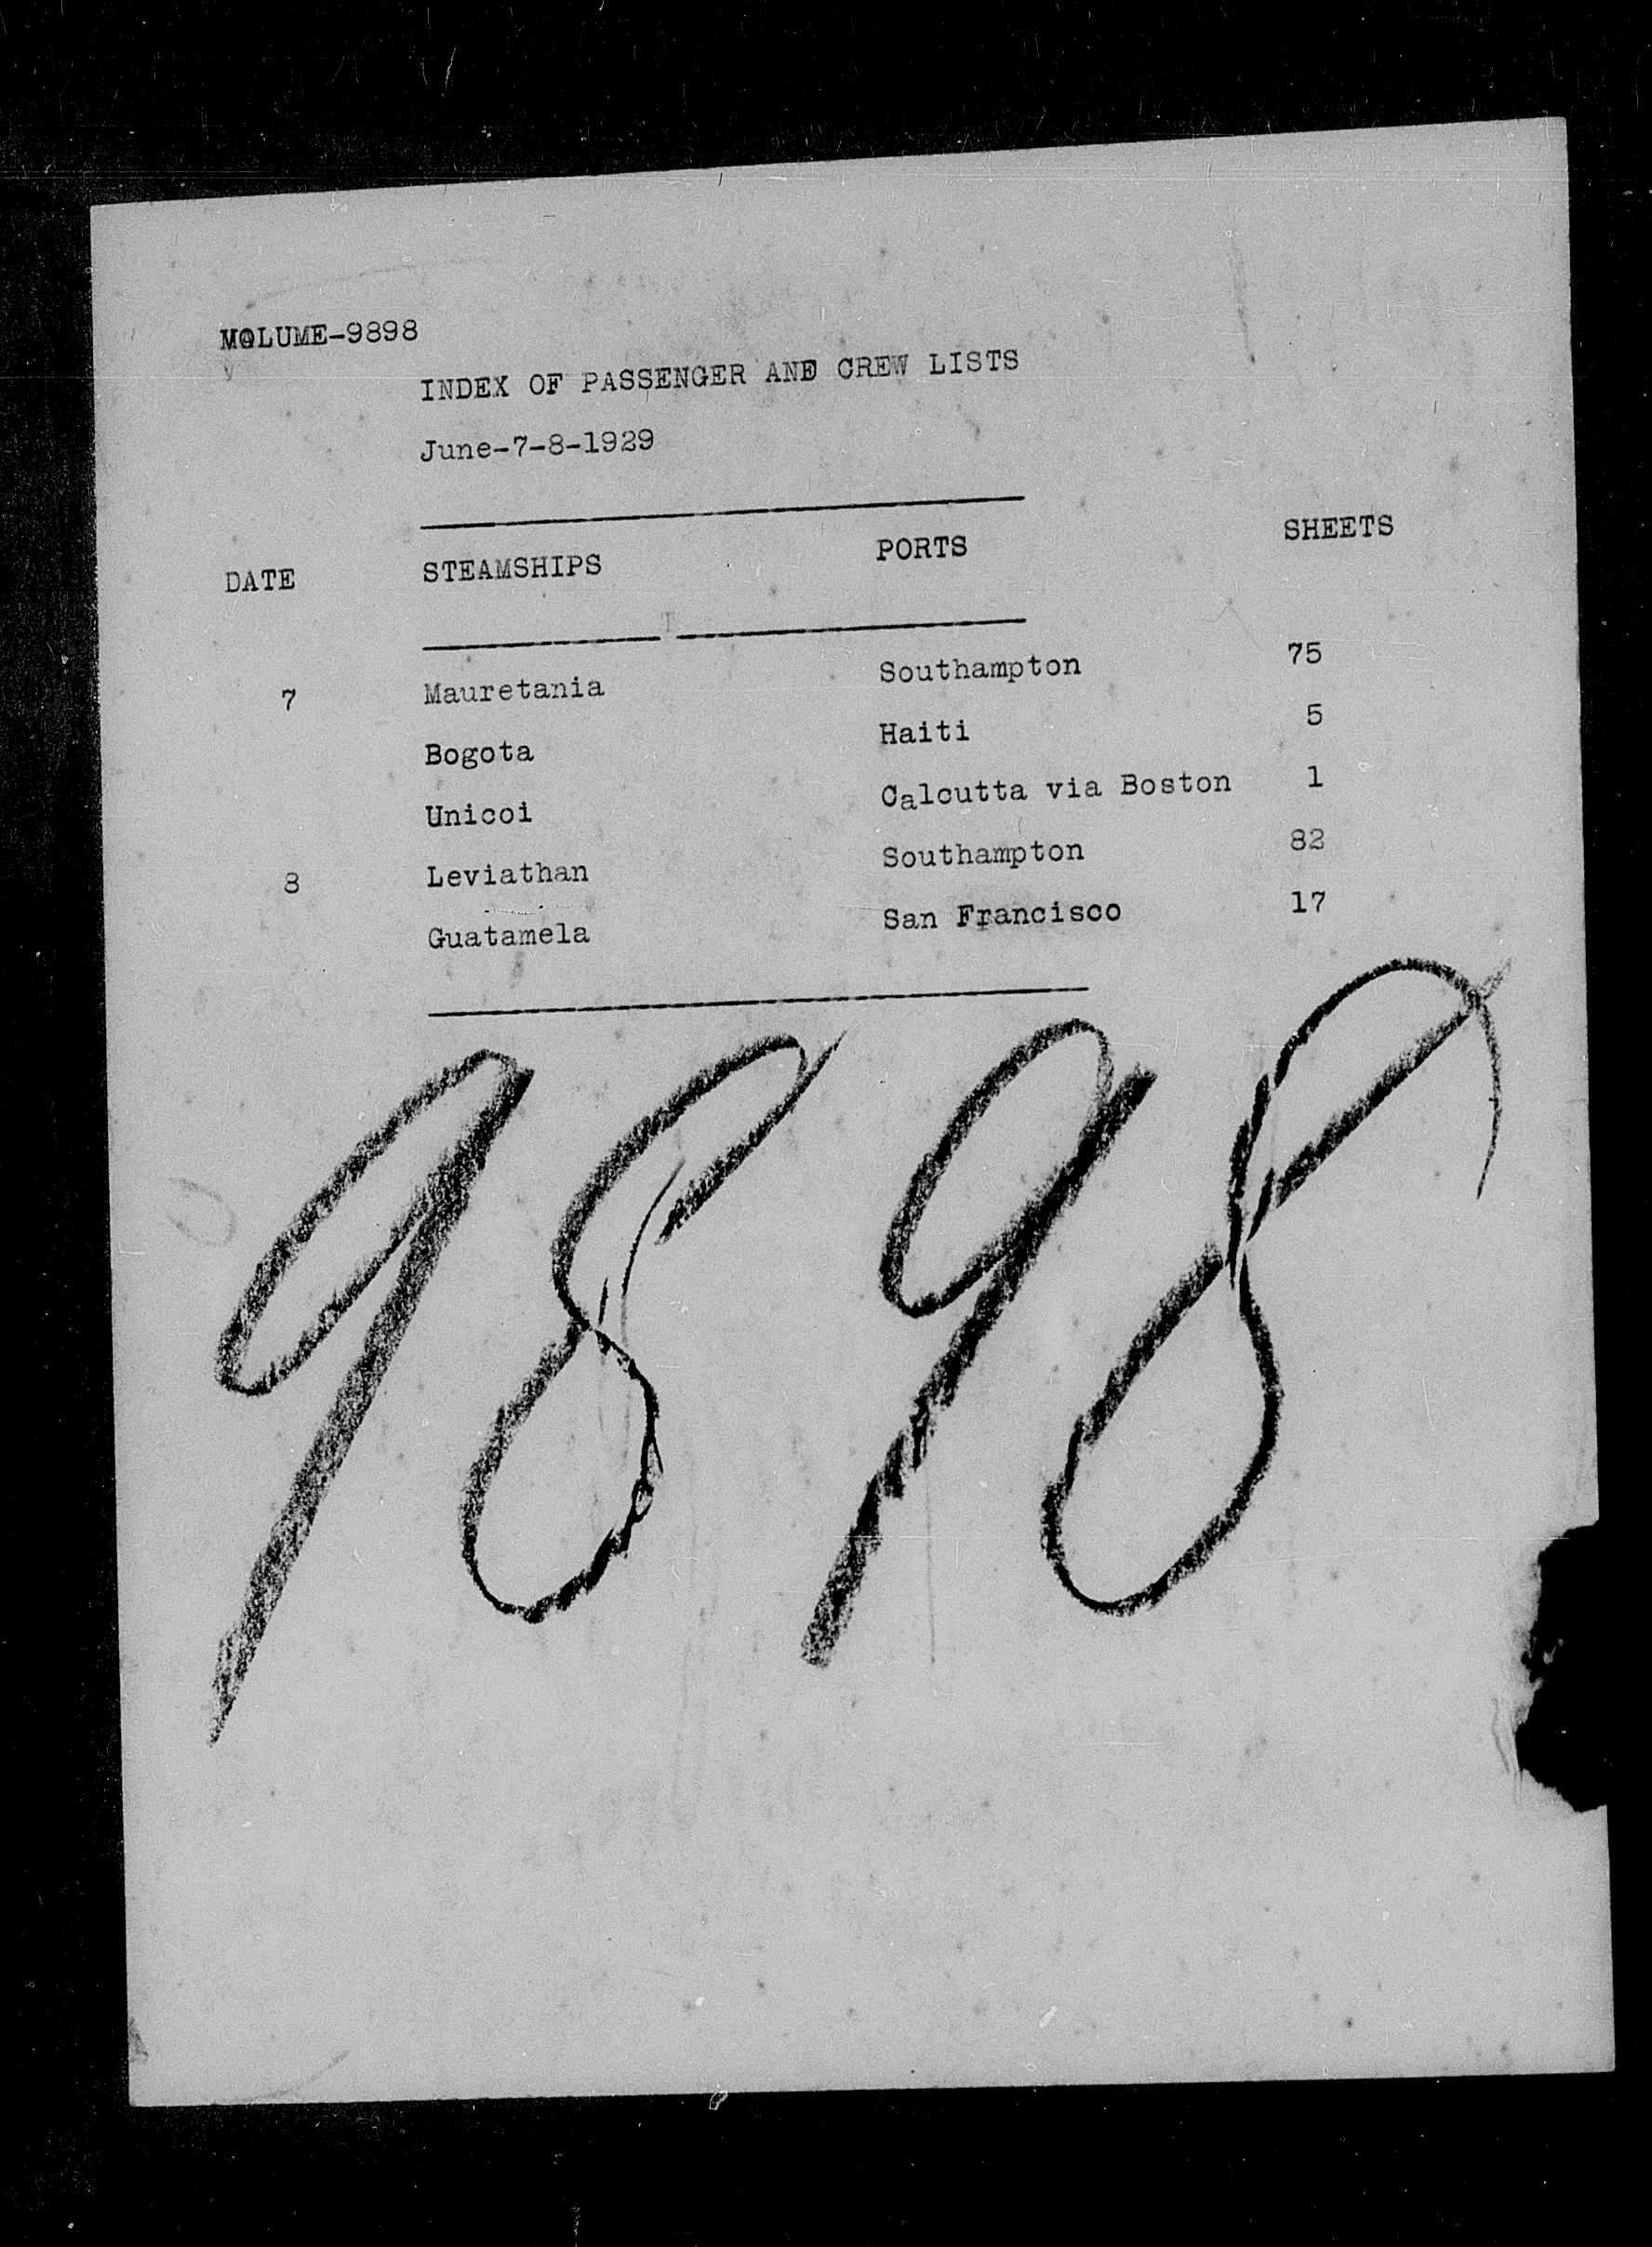 VOLUME-9898
INDEX OF PASSENGER AND CREW LISTS
June-7-8-1929
DATE STEAMSHIPS PORTS SHEETS
7 Mauretania Southampton 75
Bogota Haiti 5
Unicoi Calcutta via Boston 1
8 Leviathan Southampton 82
Guatamela San Francisco 17
9898